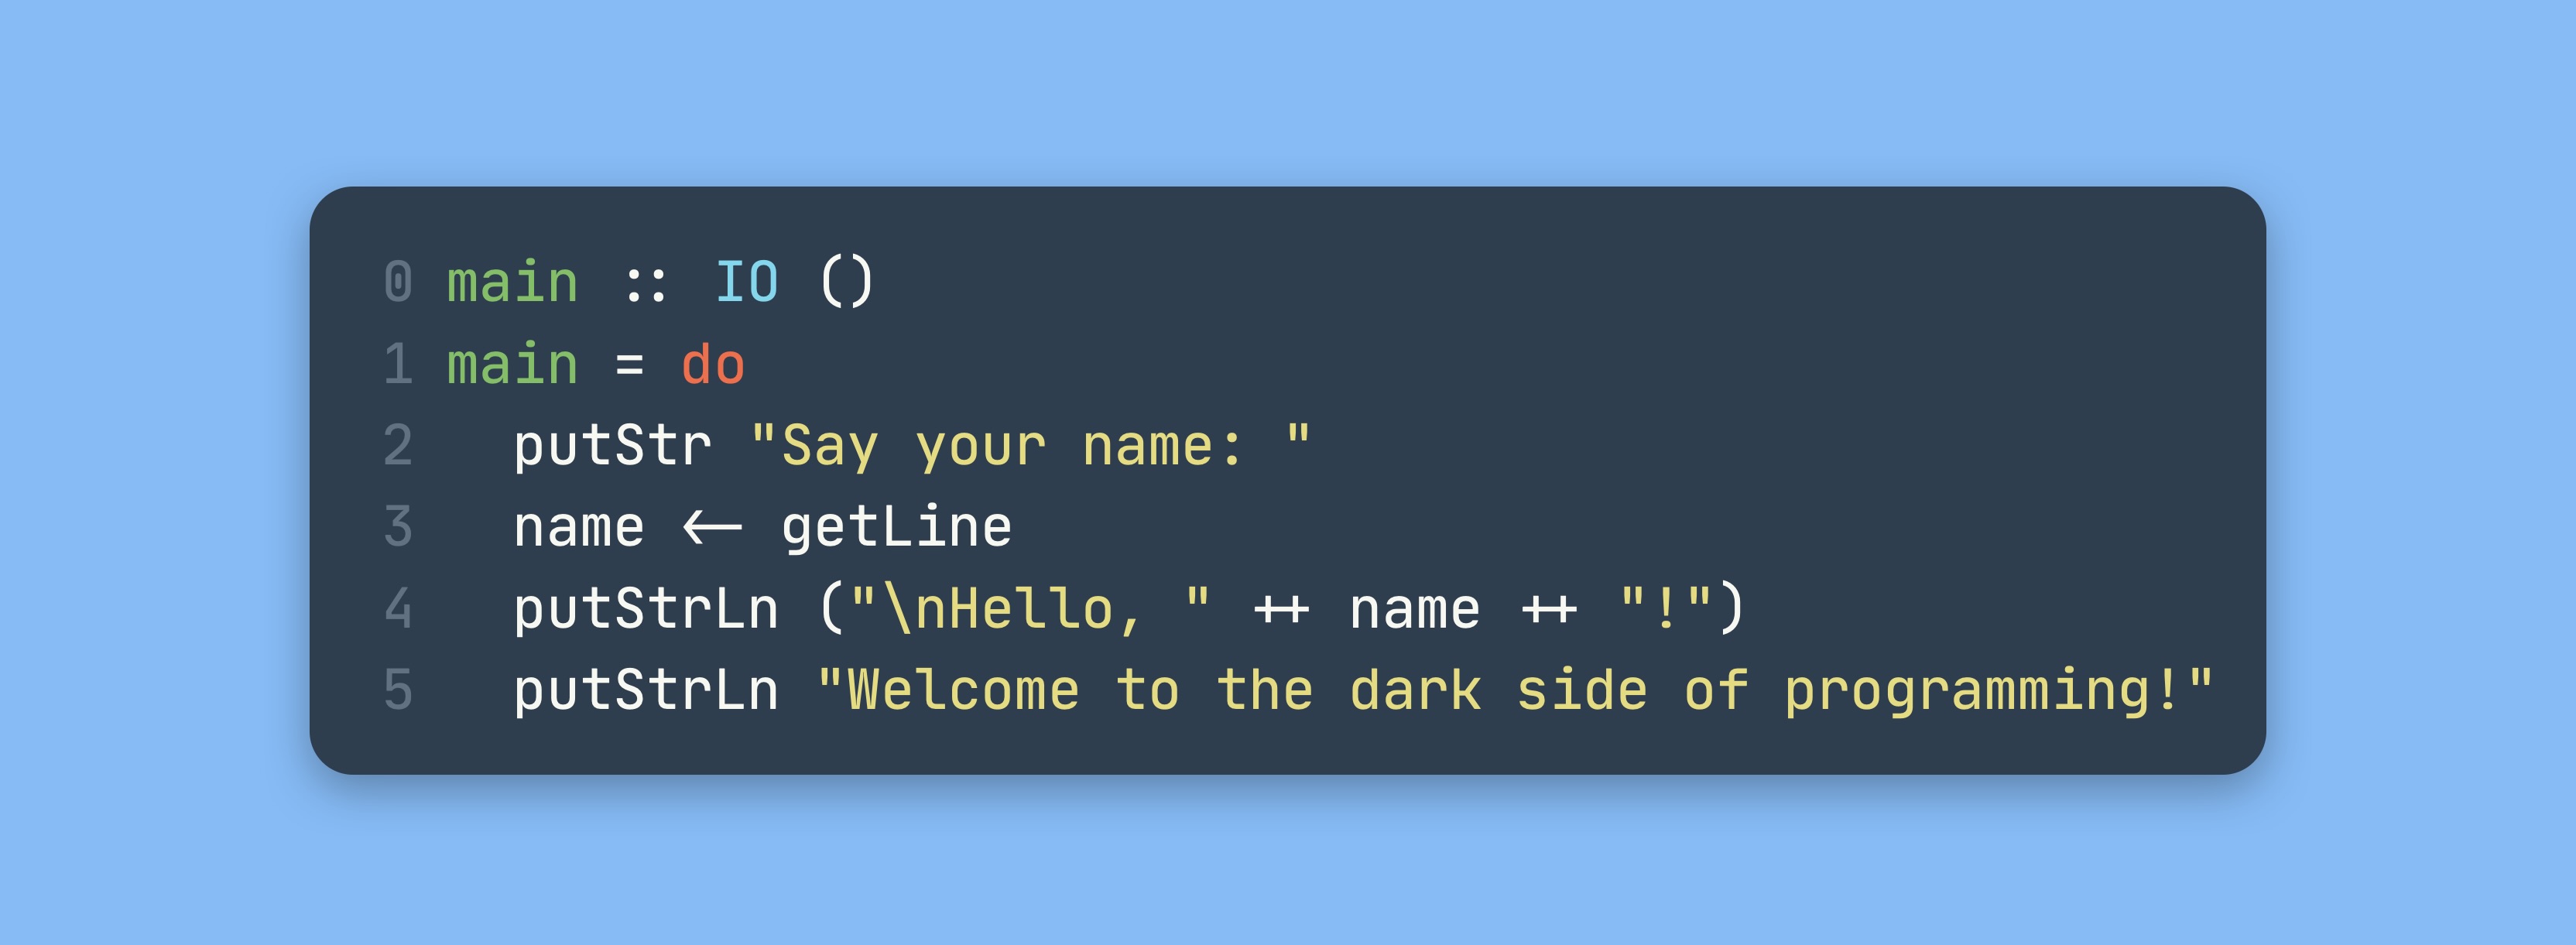 0 main :: IO ()
1 main = do
2   putStr "Say your name: "
3   name <- getLine
4   putStrLn ("\nHello, " ++ name ++ "!")
5   putStrLn "Welcome to the dark side of programming!"